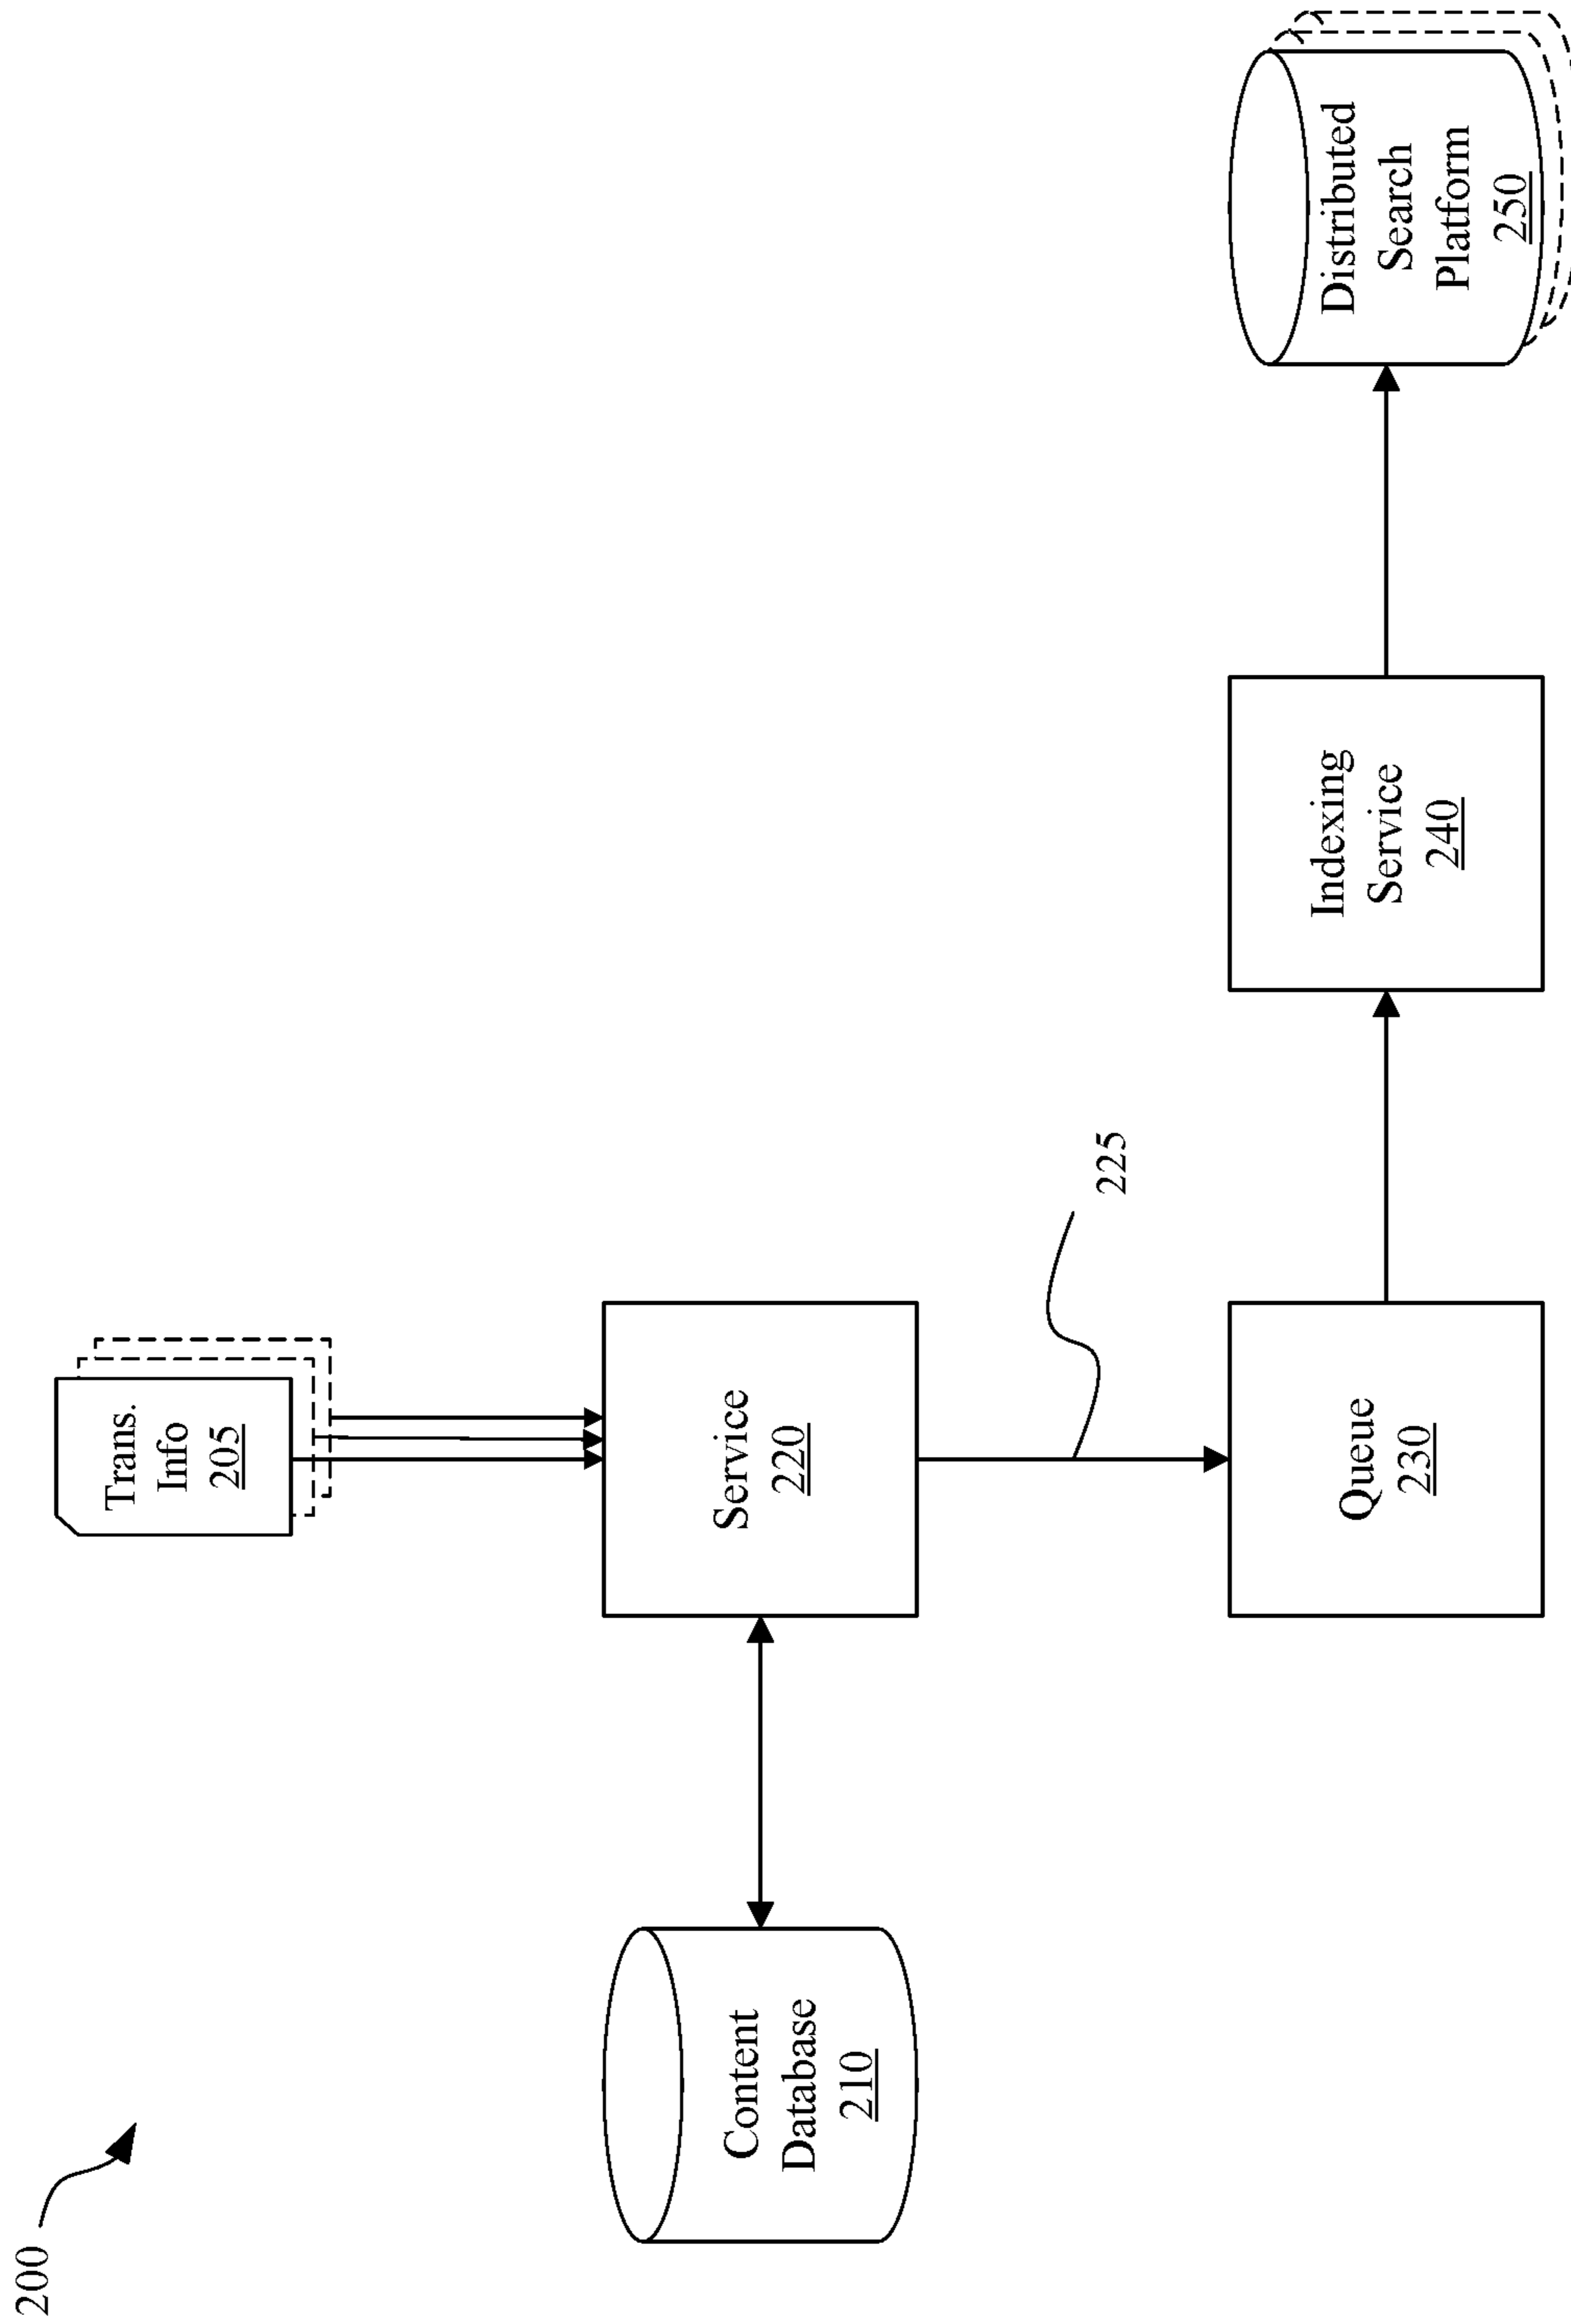 200
Trans.
Info
205
Content
Database
210
Service
220
225
Queue
230
Indexing
Service
240
Distributed
Search
Platform
250